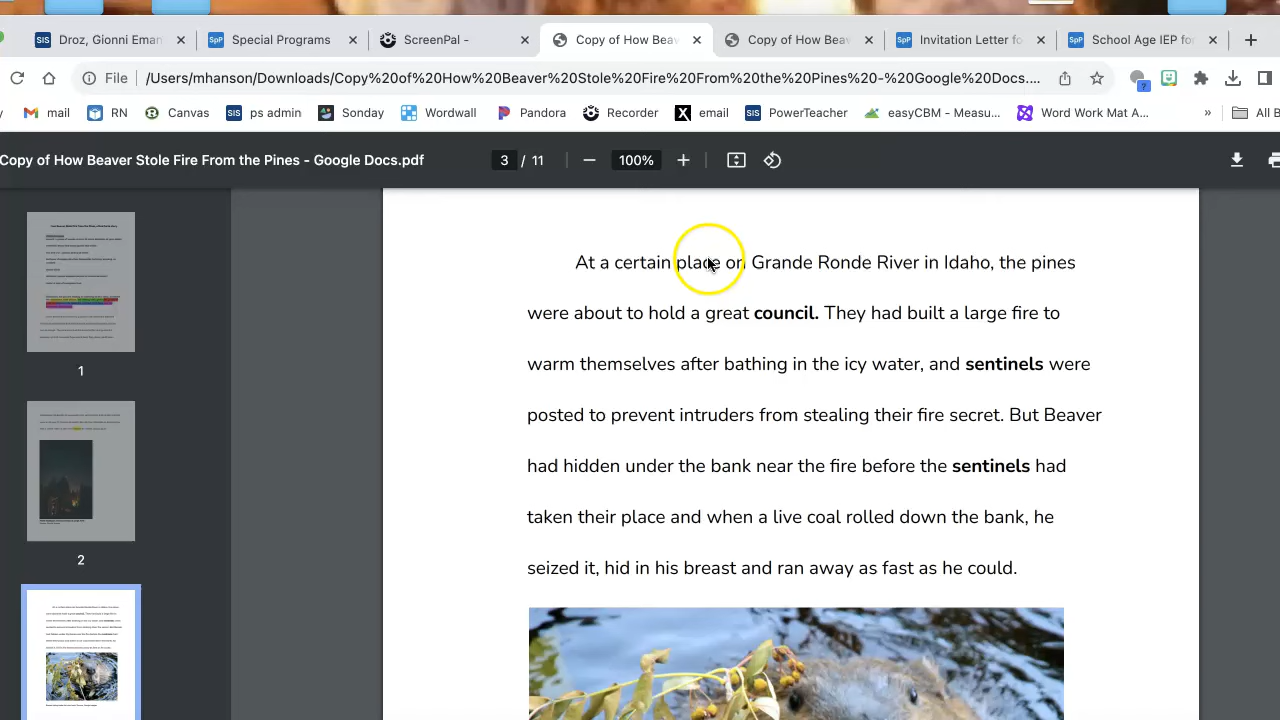 Droz, Gionni Eman
Special Programs
ScreenPal -
Copy of How Beav
Copy of How Beav
Invitation Letter fo
School Age IEP for
File
/Users/mhanson/Downloads/Copy%20of%20How%20Beaver%20Stole%20Fire%20From%20the%20Pines%20-%20Google%20Docs....
mail
RN
Canvas
ps admin
Sonday
Wordwall
Pandora
Recorder
email
PowerTeacher
easyCBM - Measu...
Word Work Mat A...
»
All B
Copy of How Beaver Stole Fire From the Pines - Google Docs.pdf
3 / 11
100%
At a certain place on Grande Ronde River in Idaho, the pines
were about to hold a great council. They had built a large fire to
warm themselves after bathing in the icy water, and sentinels were
posted to prevent intruders from stealing their fire secret. But Beaver
had hidden under the bank near the fire before the sentinels had
taken their place and when a live coal rolled down the bank, he
seized it, hid in his breast and ran away as fast as he could.
1
2